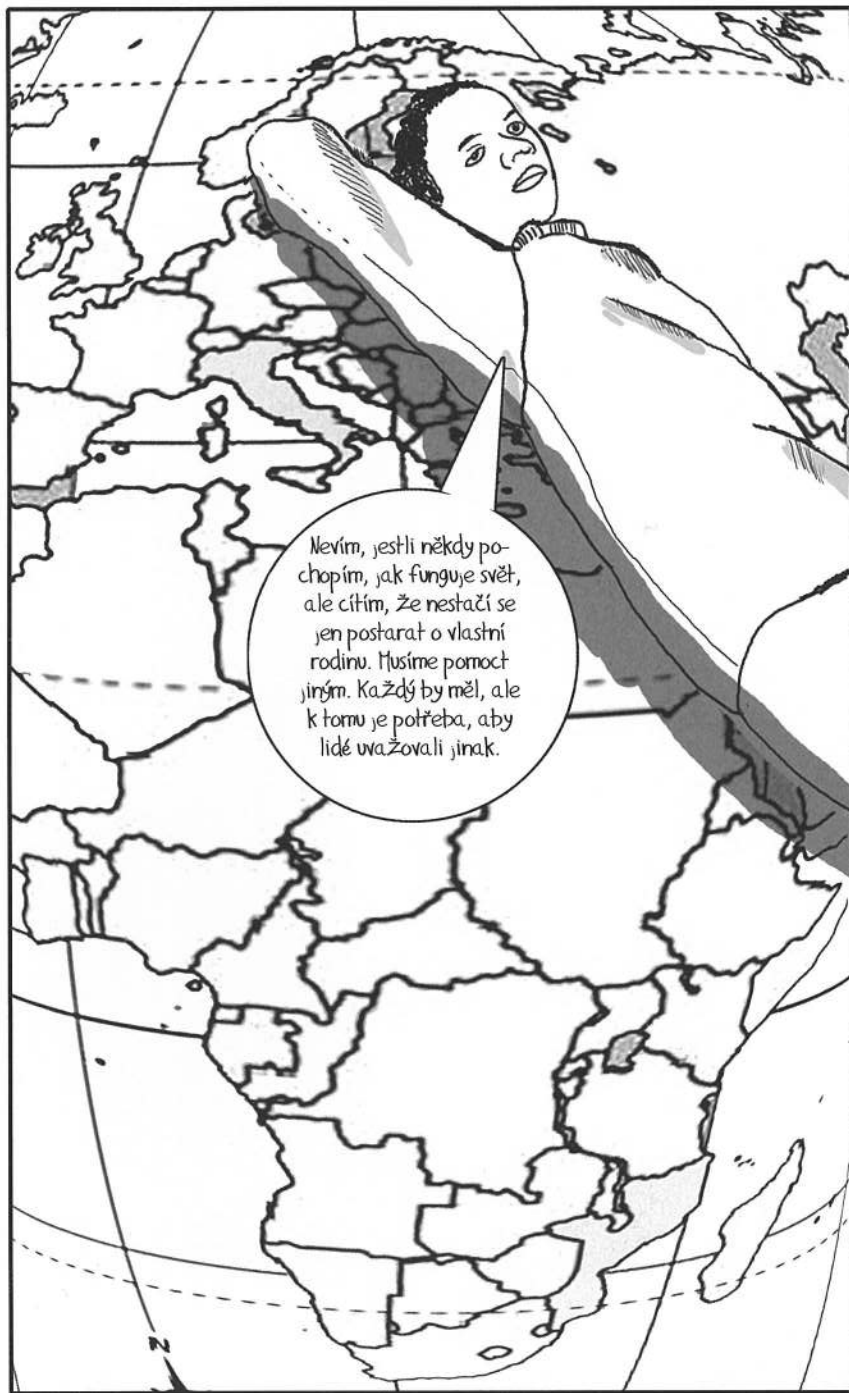 Nevím, jestli někdy po-
chopím, jak funguje svět,
ale cítím, že nestačí se
jen postarat o vlastní
rodinu. Musíme pomoct
jiným. Každý by měl, ale
k tomu je potřeba, aby
lidé uvažovali jinak.
N